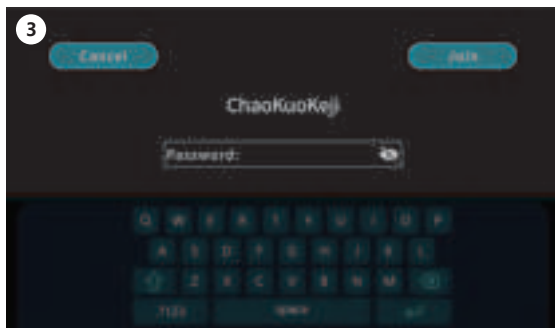 3
Cancel Join
ChaoKuoKeji
Password:
Q W E R T Y U I O P
A S D F G H J K L
Z X C V B N M
?123 space